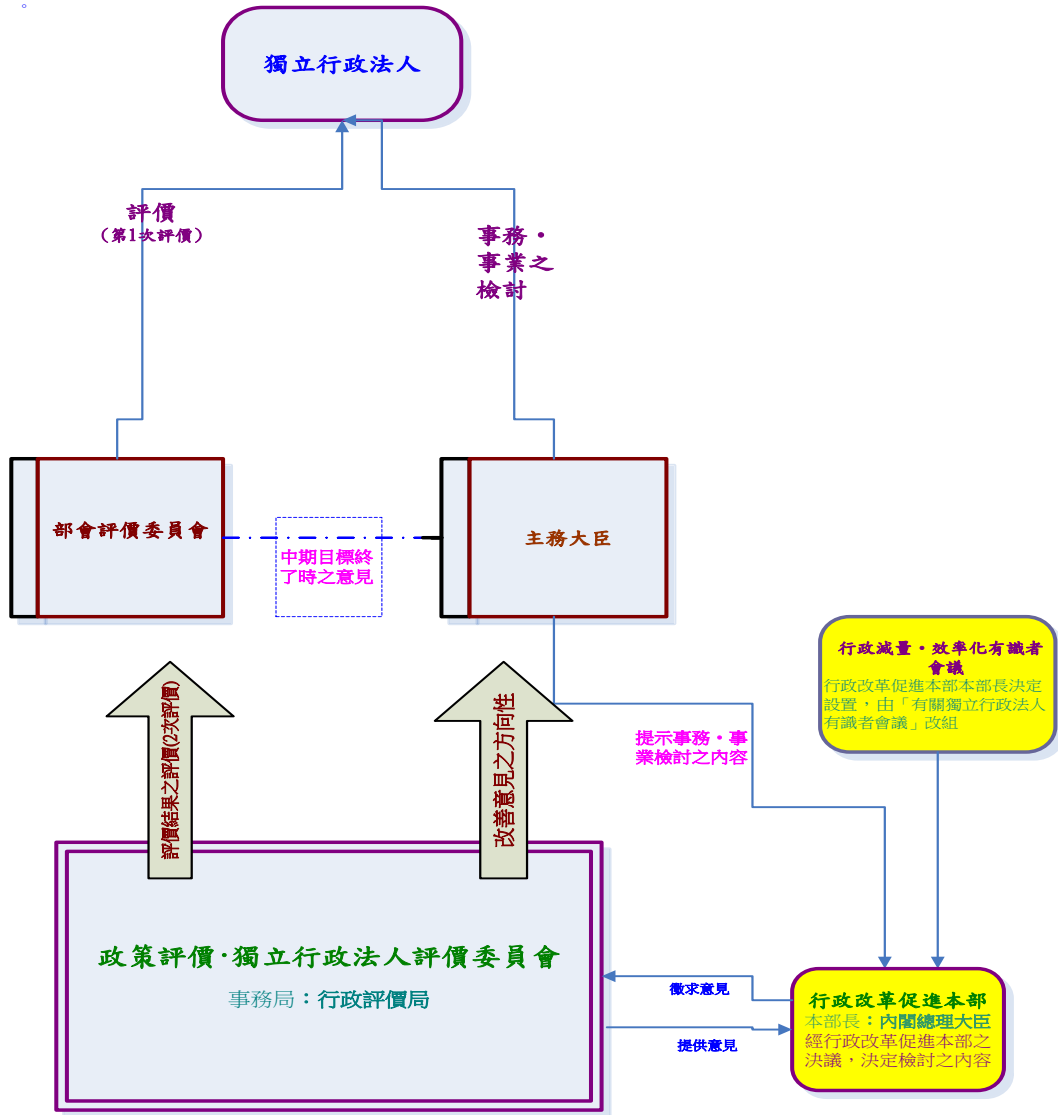 。
獨立行政法人
評價
（第1次評價）
事務・
事業之
檢討
部會評價委員會
中期目標終
了時之意見
主務大臣
行政減量・效率化有識者
會議
行政改革促進本部本部長決定
設置，由「有關獨立行政法人
有識者會議」改組
評價結果之評價(2次評價)
改善意見之方向性
提示事務・事
業檢討之內容
政策評價·獨立行政法人評價委員會
事務局：行政評價局
徵求意見
提供意見
行政改革促進本部
本部長：內閣總理大臣
經行政改革促進本部之
決議，決定檢討之內容